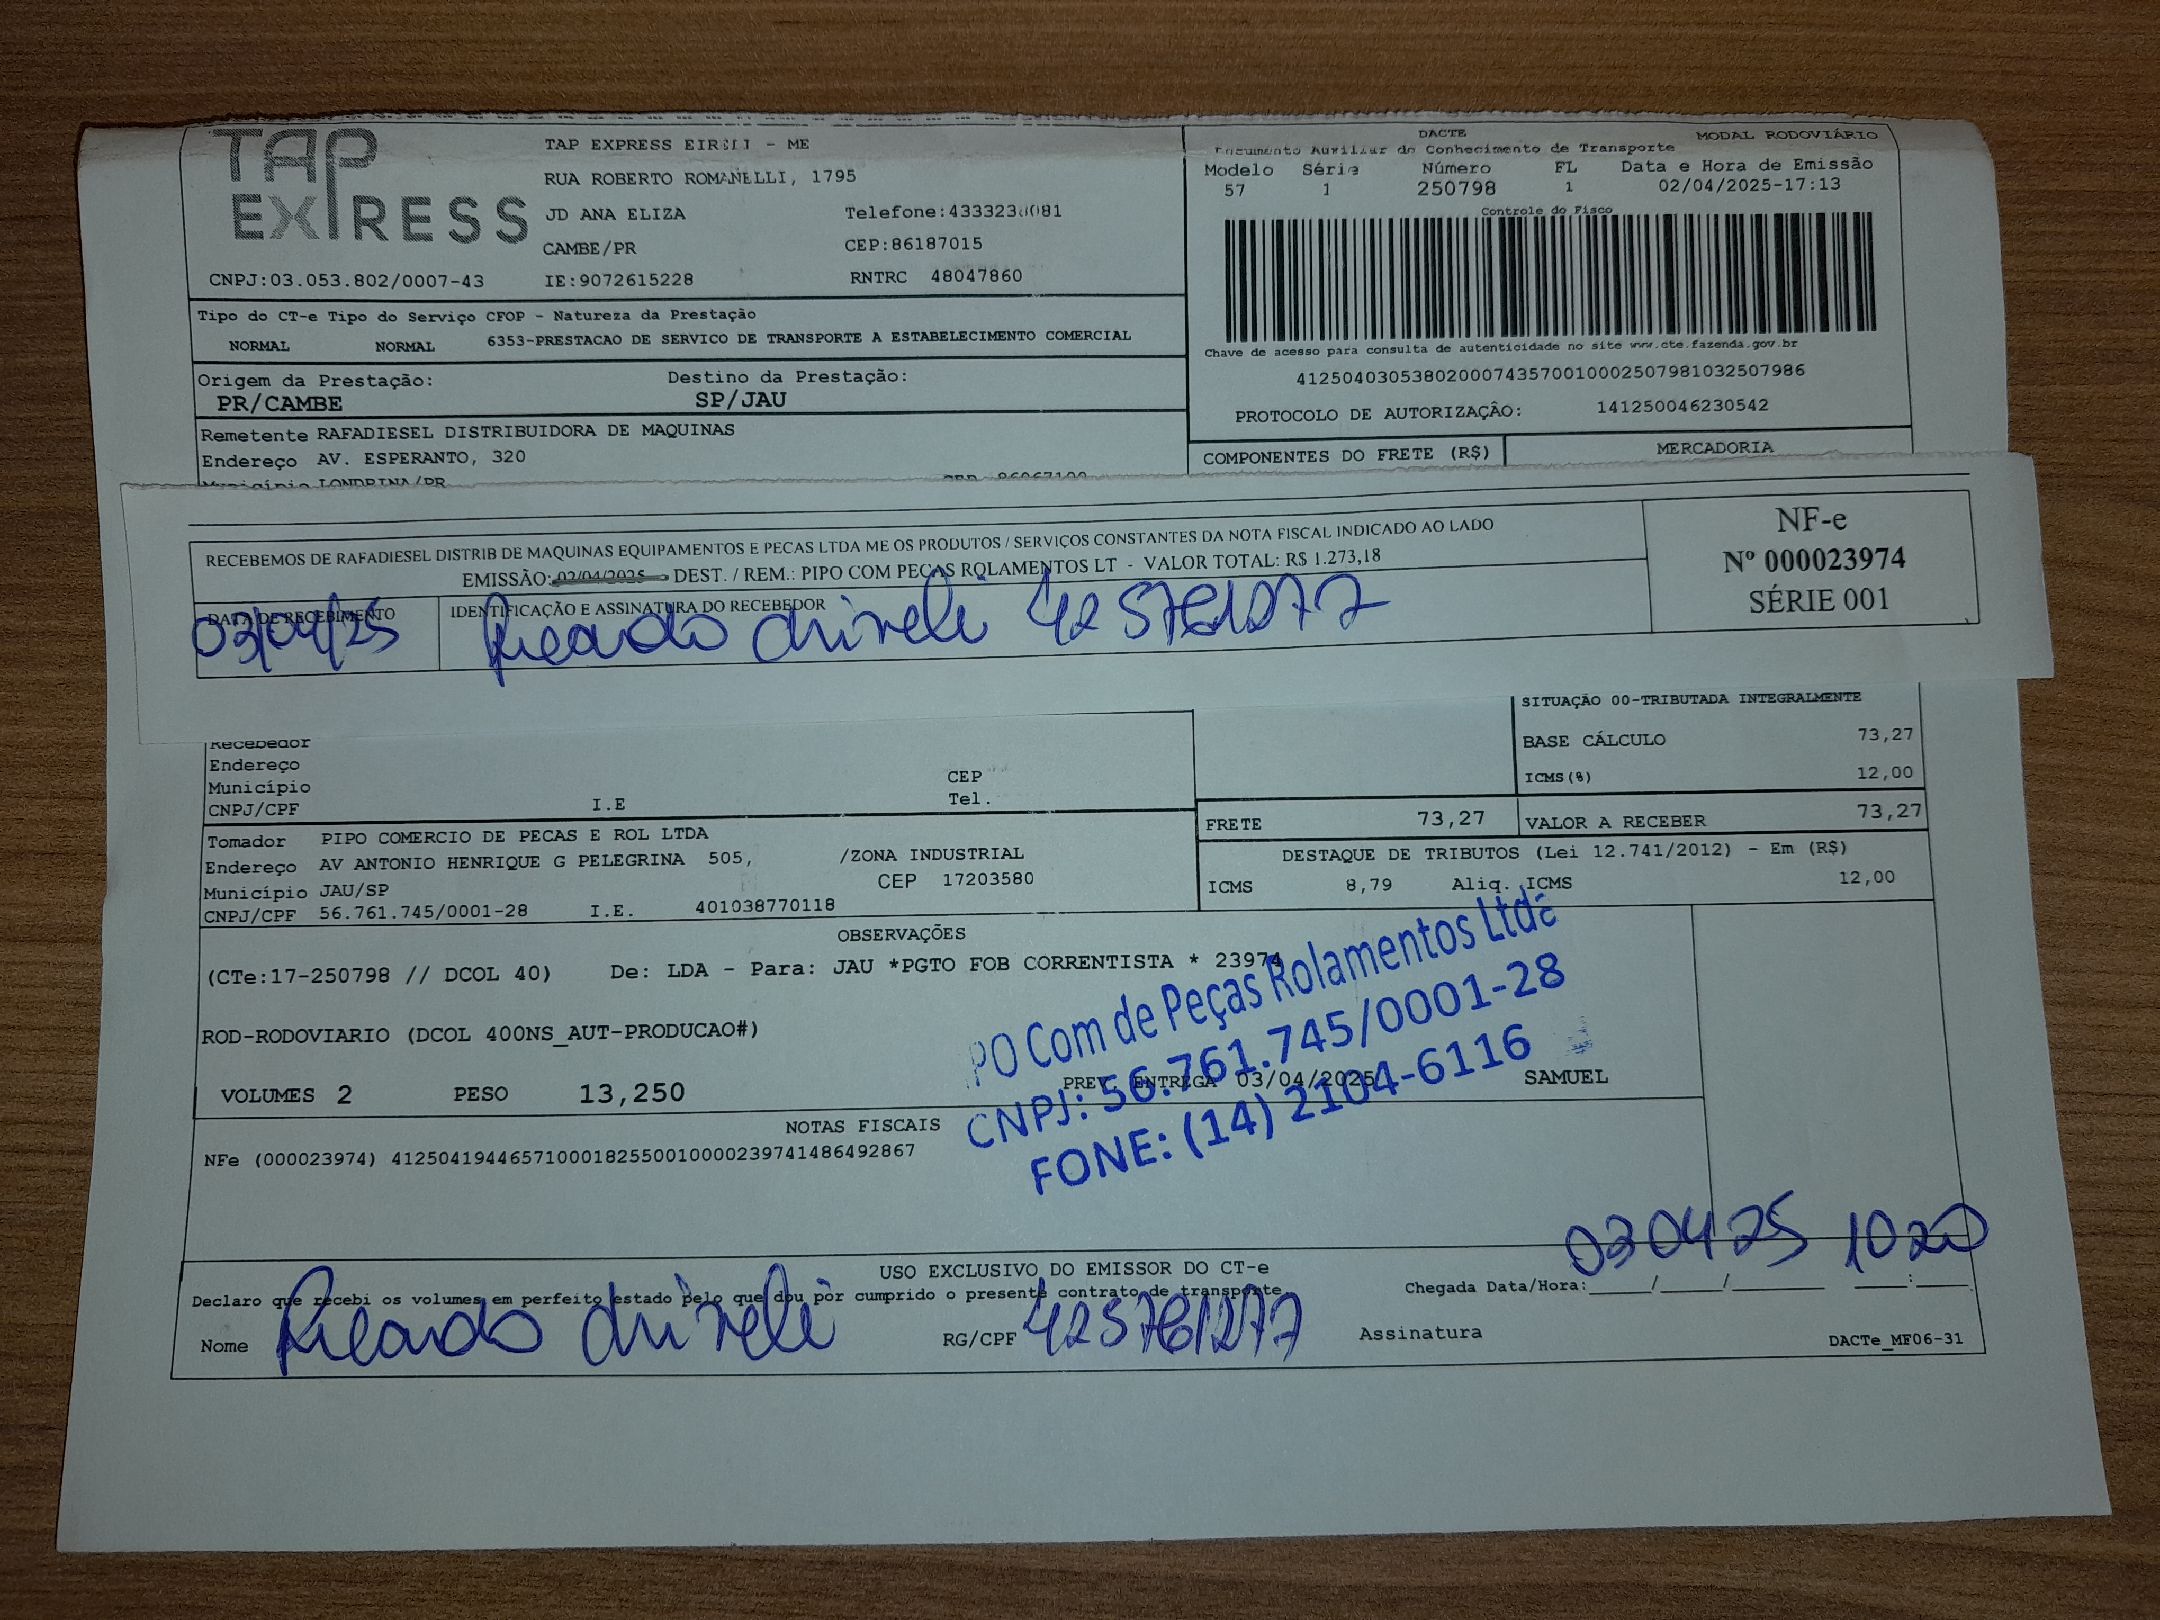 TAP EXPRESS
TAP EXPRESS EIRELI - ME
RUA ROBERTO ROMANELLI, 1795
JD ANA ELIZA
CAMBE/PR
CEP:86187015
CNPJ:03.053.802/0007-43
IE:9072615228
RNTRC 48047860
DACTE
MODAL RODOVIÁRIO
Documento Auxiliar do Conhecimento de Transporte
Modelo Série Número FL Data e Hora de Emissão
57 1 250798 1 02/04/2025-17:13
Controle do Fisco
Chave de acesso para consulta de autenticidade no site www.cte.fazenda.gov.br
41250403053802000743570010002507981032507986
PROTOCOLO DE AUTORIZAÇÃO: 141250046230542
Tipo do CT-e Tipo do Serviço CFOP - Natureza da Prestação
NORMAL NORMAL 6353-PRESTACAO DE SERVICO DE TRANSPORTE A ESTABELECIMENTO COMERCIAL
Origem da Prestação: Destino da Prestação:
PR/CAMBE SP/JAU
Remetente RAFADIESEL DISTRIBUIDORA DE MAQUINAS
Endereço AV. ESPERANTO, 320
Município LONDRINA/PR
COMPONENTES DO FRETE (R$) MERCADORIA
RECEBEMOS DE RAFADIESEL DISTRIB DE MAQUINAS EQUIPAMENTOS E PECAS LTDA ME OS PRODUTOS / SERVIÇOS CONSTANTES DA NOTA FISCAL INDICADO AO LADO
EMISSÃO: 02/04/2025 DEST. / REM.: PIPO COM PEÇAS ROLAMENTOS LT - VALOR TOTAL: R$ 1.273,18
DATA DE RECEBIMENTO
03/04/25
IDENTIFICAÇÃO E ASSINATURA DO RECEBEDOR
Ricardo
NF-e
Nº 000023974
SÉRIE 001
SITUAÇÃO 00-TRIBUTADA INTEGRALMENTE
BASE CÁLCULO 73,27
ICMS(%) 12,00
FRETE 73,27
VALOR A RECEBER 73,27
Recebedor
Endereço
Município CEP
CNPJ/CPF I.E Tel.
Tomador PIPO COMERCIO DE PECAS E ROL LTDA
Endereço AV ANTONIO HENRIQUE G PELEGRINA 505, /ZONA INDUSTRIAL
Município JAU/SP CEP 17203580
CNPJ/CPF 56.761.745/0001-28 I.E. 401038770118
DESTAQUE DE TRIBUTOS (Lei 12.741/2012) - Em (R$)
ICMS 8,79 Aliq. ICMS 12,00
OBSERVAÇÕES
(CTe:17-250798 // DCOL 40) De: LDA - Para: JAU *PGTO FOB CORRENTISTA * 23974
ROD-RODOVIARIO (DCOL 400NS_AUT-PRODUCAO#)
VOLUMES 2 PESO 13,250 PREV. ENTREGA 03/04/2025 SAMUEL
PO Com de Peças Rolamentos Ltda
CNPJ: 56.761.745/0001-28
FONE: (14) 2104-6116
NOTAS FISCAIS
NFe (000023974) 41250419446571000182550010000239741486492867
USO EXCLUSIVO DO EMISSOR DO CT-e
Declaro que recebi os volumes em perfeito estado pelo que dou por cumprido o presente contrato de transporte
Chegada Data/Hora: 03 04 25 10 20
Nome Ricardo
RG/CPF
Assinatura
DACTe_MF06-31